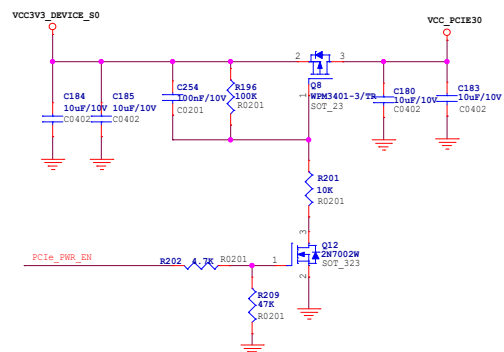 VCC3V3_DEVICE_S0
VCC_PCIE30
2
3
Q8
WPM3401-3/TR
SOT_23
1
C184
10uF/10V
C0402
C185
10uF/10V
C0402
C254
100nF/10V
C0201
R196
100K
R0201
C180
10uF/10V
C0402
C183
10uF/10V
C0402
R201
10K
R0201
3
Q12
2N7002W
SOT_323
1
2
PCIe_PWR_EN
R202
4.7K
R0201
R209
47K
R0201